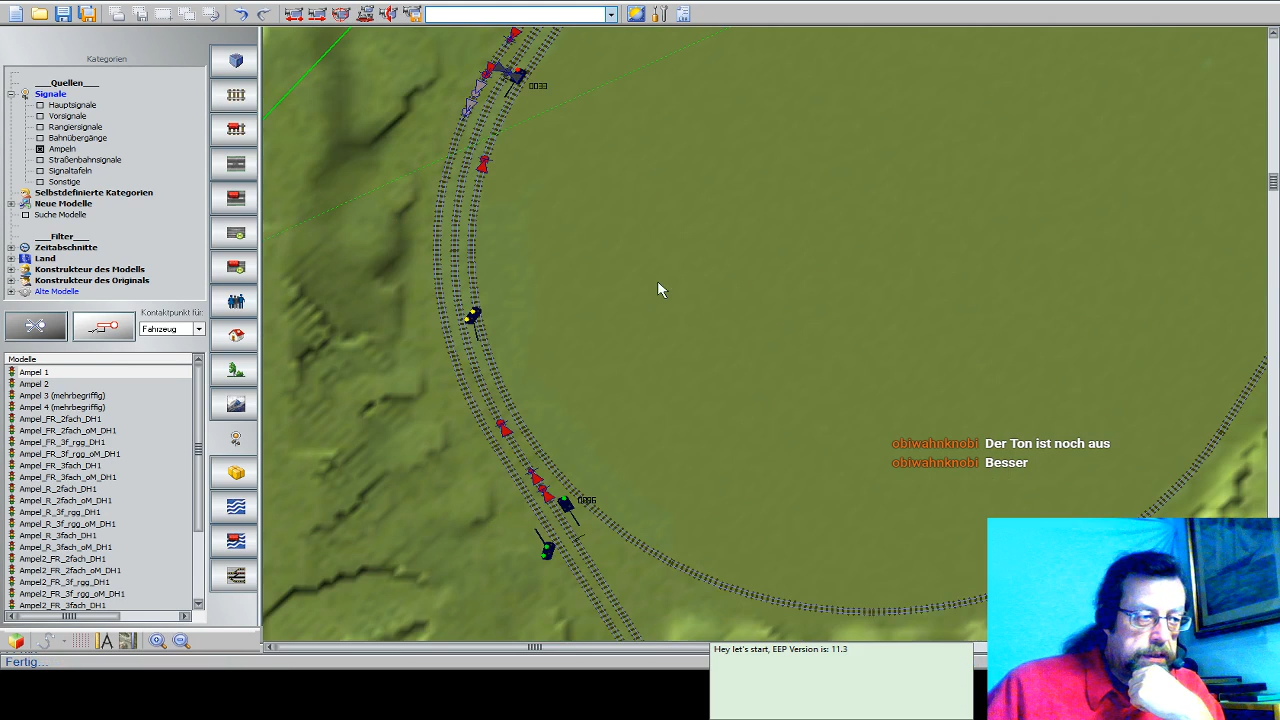 Kategorien
___Quellen___
Signale
Hauptsignale
Vorsignale
Rangiersignale
Bahnübergänge
Ampeln
Straßenbahnsignale
Signaltafeln
Sonstige
Selbstdefinierte Kategorien
Neue Modelle
Suche Modelle
___Filter___
Zeitabschnitte
Land
Konstrukteur des Modells
Konstrukteur des Originals
Alte Modelle
Kontaktpunkt für:
Fahrzeug
Modelle
Ampel 1
Ampel 2
Ampel 3 (mehrbegriffig)
Ampel 4 (mehrbegriffig)
Ampel_FR_2fach_DH1
Ampel_FR_2fach_oM_DH1
Ampel_FR_3f_rgg_DH1
Ampel_FR_3f_rgg_oM_DH1
Ampel_FR_3fach_DH1
Ampel_FR_3fach_oM_DH1
Ampel_R_2fach_DH1
Ampel_R_2fach_oM_DH1
Ampel_R_3f_rgg_DH1
Ampel_R_3f_rgg_oM_DH1
Ampel_R_3fach_DH1
Ampel_R_3fach_oM_DH1
Ampel2_FR_2fach_DH1
Ampel2_FR_2fach_oM_DH1
Ampel2_FR_3f_rgg_DH1
Ampel2_FR_3f_rgg_oM_DH1
Ampel2_FR_3fach_DH1
Fertig...
obiwahnknobi Der Ton ist noch aus
obiwahnknobi Besser
Hey let's start, EEP Version is: 11.3